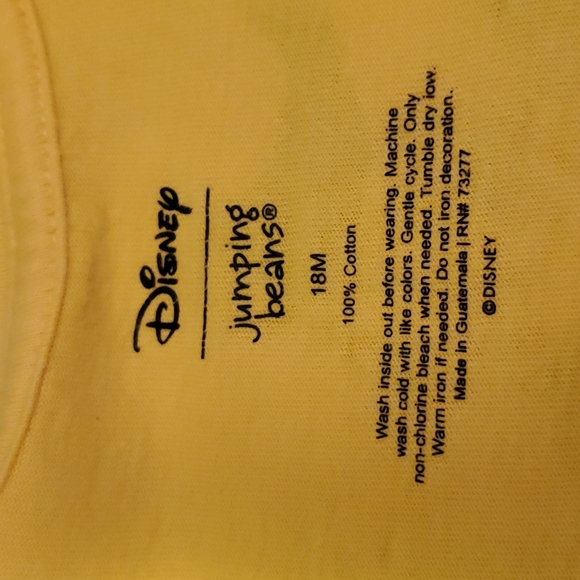 Disney
jumping
beans®
18M
100% Cotton
Wash inside out before wearing. Machine
wash cold with like colors. Gentle cycle. Only
non-chlorine bleach when needed. Tumble dry low.
Warm iron if needed. Do not iron decoration.
Made in Guatemala | RN# 73277
©DISNEY